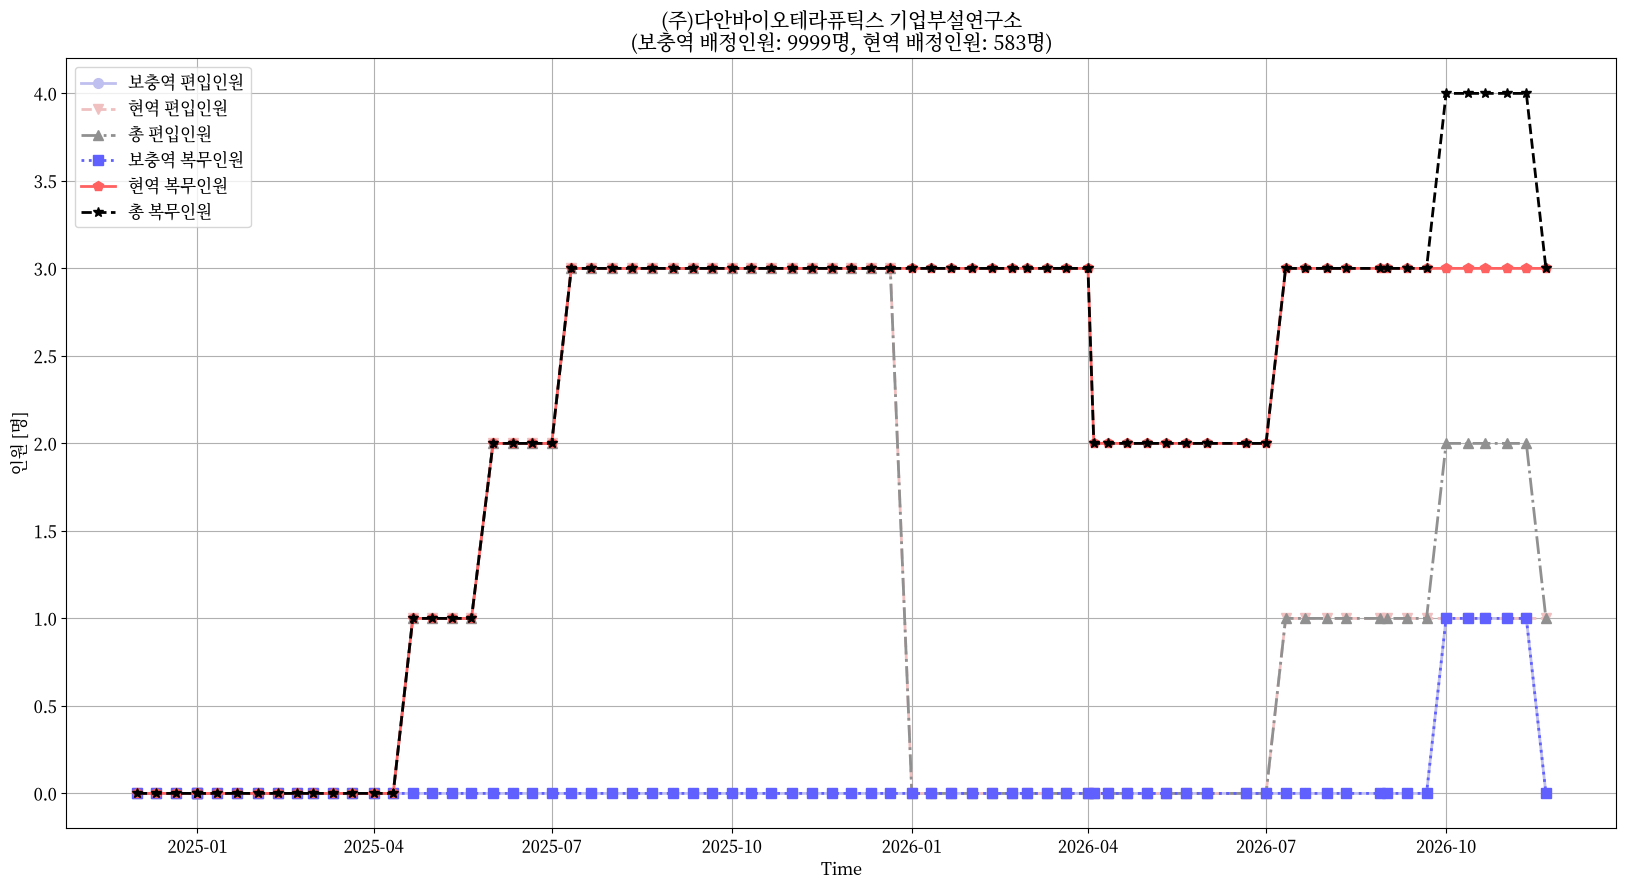 (주)다안바이오테라퓨틱스 기업부설연구소
(보충역 배정인원: 9999명, 현역 배정인원: 583명)
보충역 편입인원
현역 편입인원
총 편입인원
보충역 복무인원
현역 복무인원
총 복무인원
4.0
3.5
3.0
2.5
2.0
1.5
1.0
0.5
0.0
인원 [명]
2025-01
2025-04
2025-07
2025-10
2026-01
2026-04
2026-07
2026-10
Time